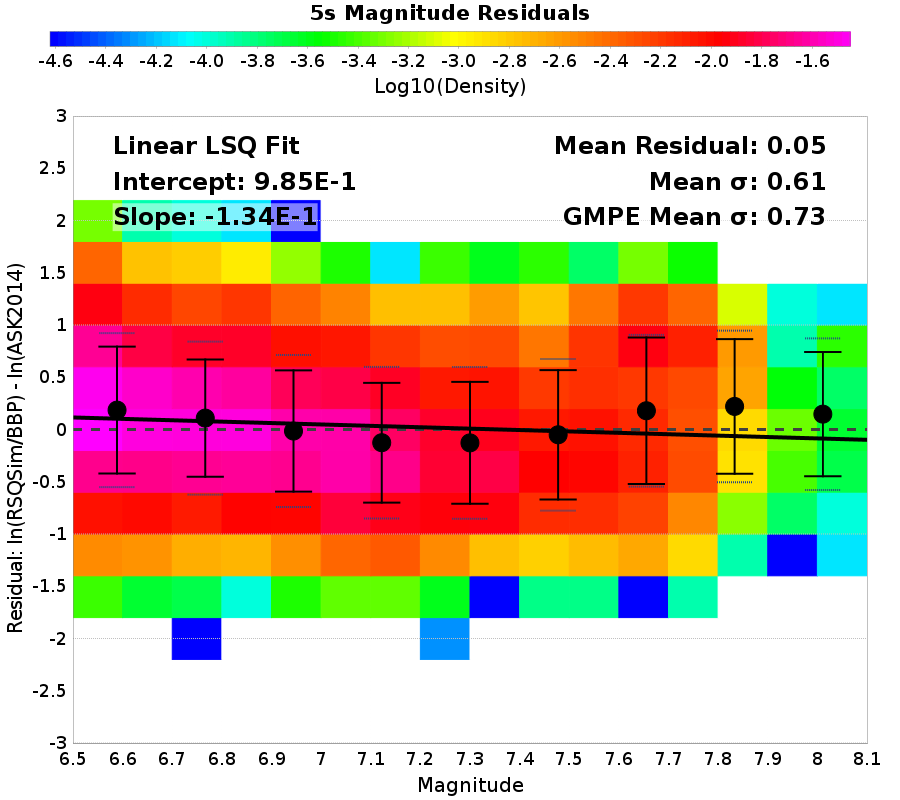 5s Magnitude Residuals
-4.6 -4.4 -4.2 -4.0 -3.8 -3.6 -3.4 -3.2 -3.0 -2.8 -2.6 -2.4 -2.2 -2.0 -1.8 -1.6
Log10(Density)
Linear LSQ Fit
Intercept: 9.85E-1
Slope: -1.34E-1
Mean Residual: 0.05
Mean σ: 0.61
GMPE Mean σ: 0.73
Residual: ln(RSQSim/BBP) - ln(ASK2014)
3
2.5
2
1.5
1
0.5
0
-0.5
-1
-1.5
-2
-2.5
-3
6.5 6.6 6.7 6.8 6.9 7 7.1 7.2 7.3 7.4 7.5 7.6 7.7 7.8 7.9 8 8.1
Magnitude